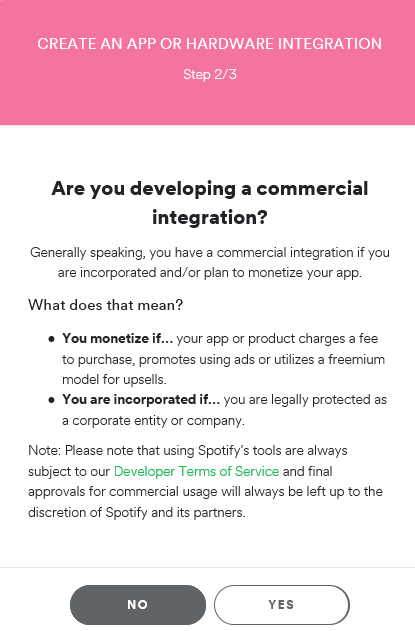 CREATE AN APP OR HARDWARE INTEGRATION
Step 2/3
Are you developing a commercial
integration?
Generally speaking, you have a commercial integration if you
are incorporated and/or plan to monetize your app.
What does that mean?
• You monetize if... your app or product charges a fee
to purchase, promotes using ads or utilizes a freemium
model for upsells.
• You are incorporated if... you are legally protected as
a corporate entity or company.
Note: Please note that using Spotify's tools are always
subject to our Developer Terms of Service and final
approvals for commercial usage will always be left up to the
discretion of Spotify and its partners.
NO
YES